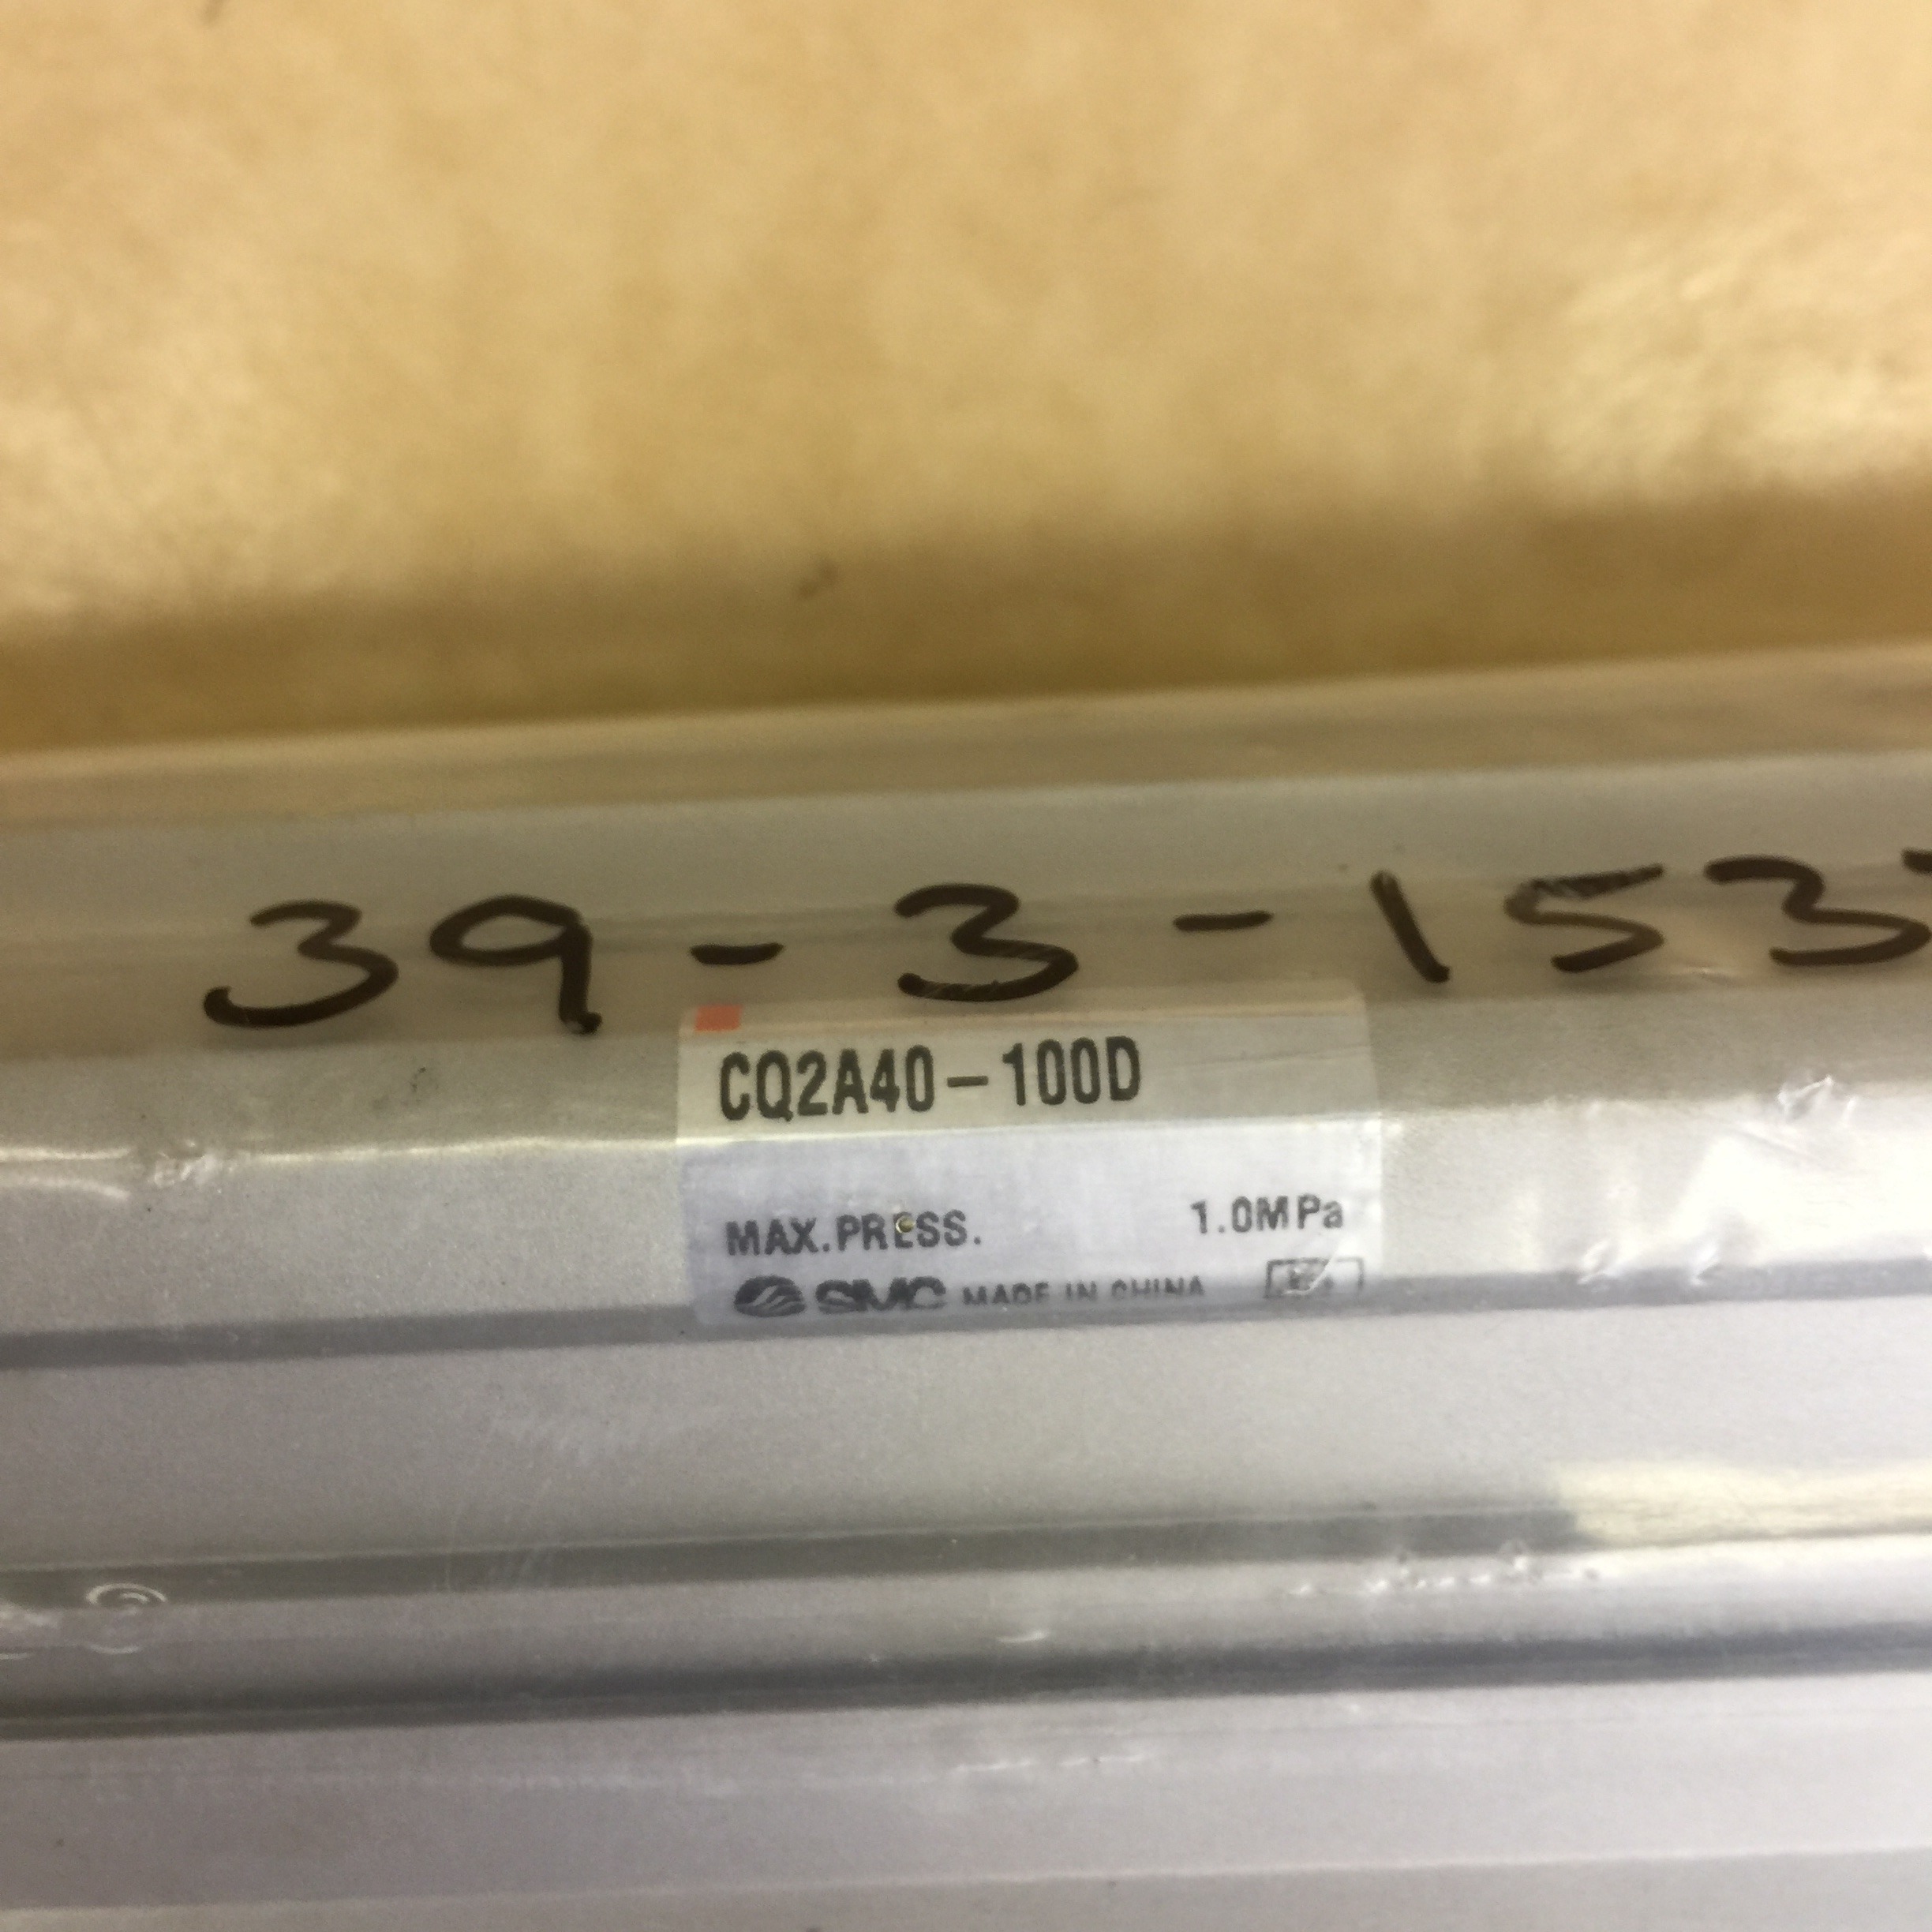 39-3-153
CQ2A40-100D
MAX.PRESS. 1.0MPa
SMC MADE IN CHINA